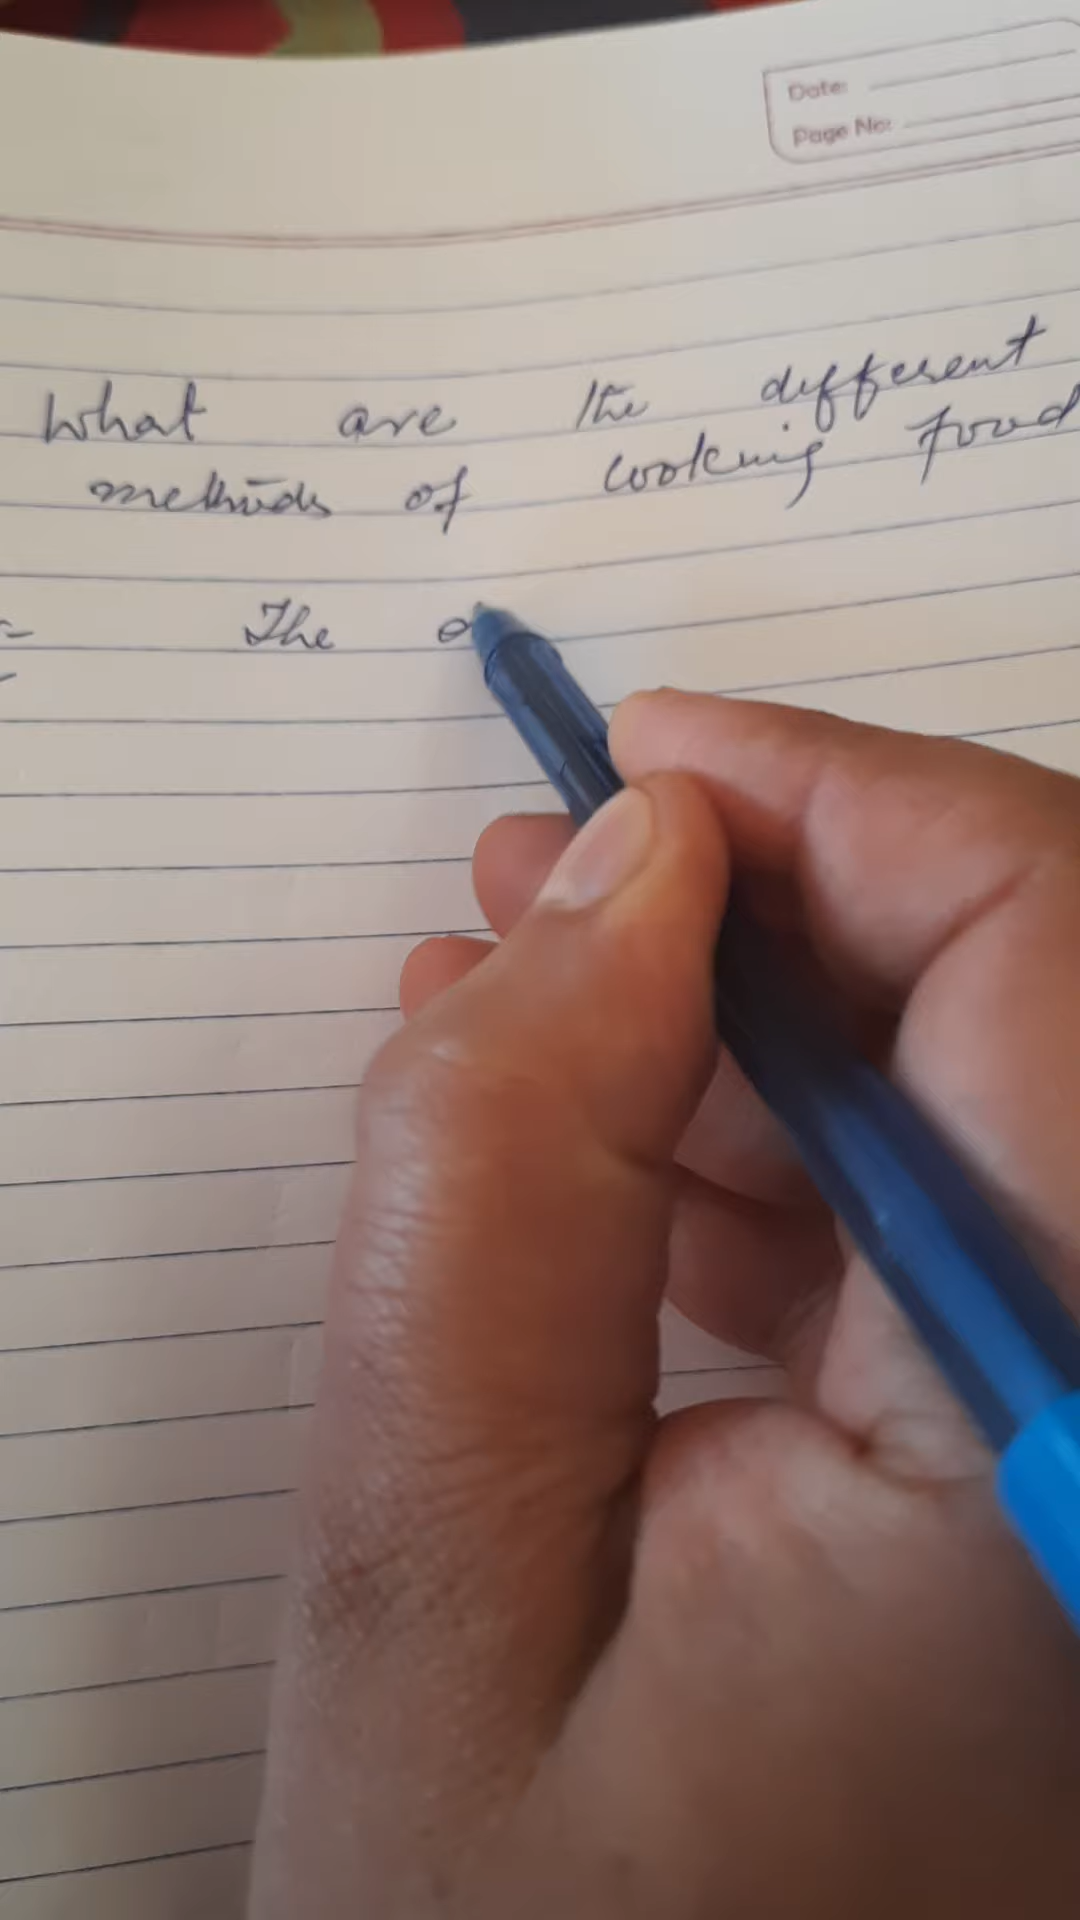 Date:
Page No:
What are the different
methods of cooking food
The